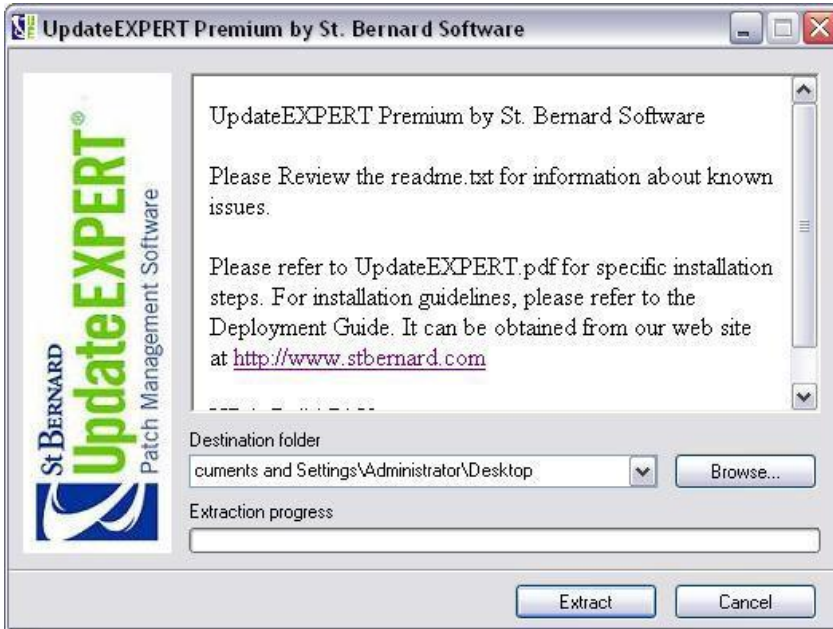 UpdateEXPERT Premium by St. Bernard Software
ST BERNARD
UpdateEXPERT®
Patch Management Software
UpdateEXPERT Premium by St. Bernard Software
Please Review the readme.txt for information about known
issues.
Please refer to UpdateEXPERT.pdf for specific installation
steps. For installation guidelines, please refer to the
Deployment Guide. It can be obtained from our web site
at http://www.stbernard.com
Destination folder
cuments and Settings\Administrator\Desktop
Browse...
Extraction progress
Extract
Cancel